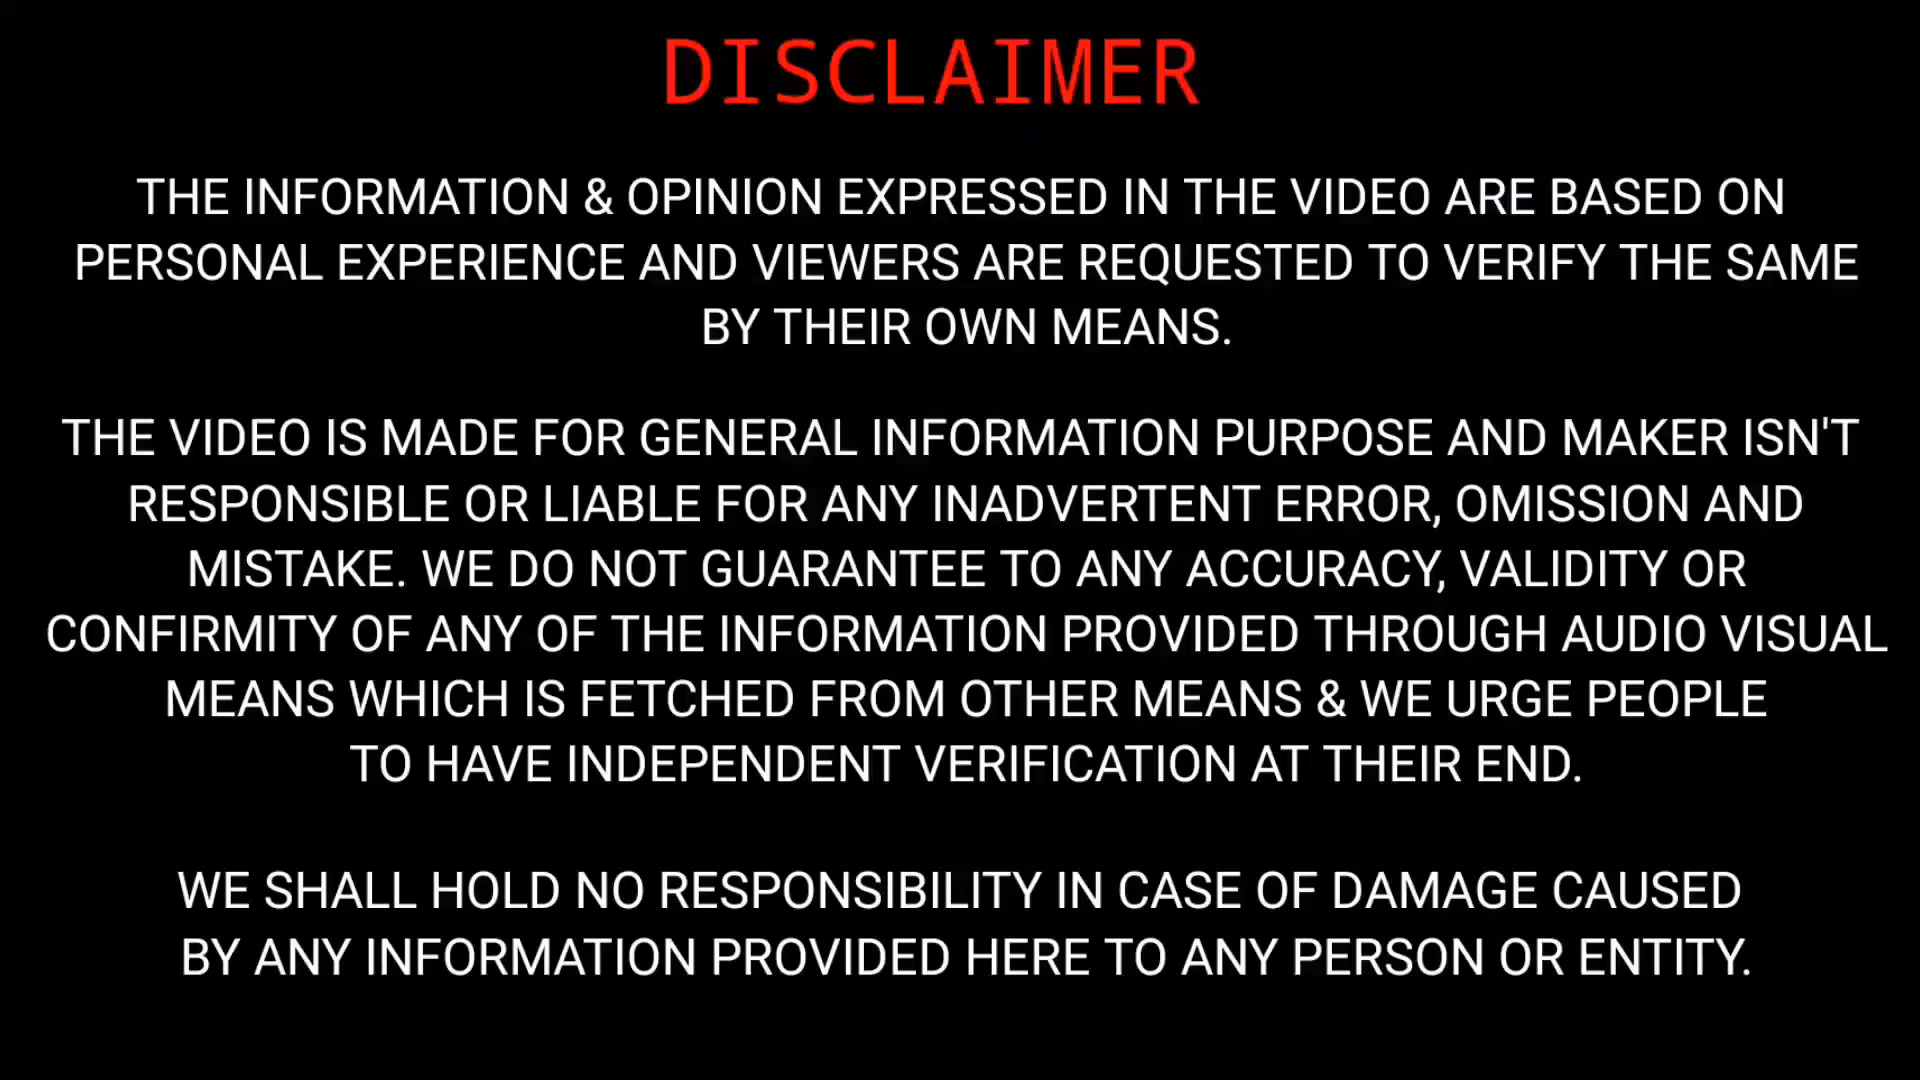 DISCLAIMER
THE INFORMATION & OPINION EXPRESSED IN THE VIDEO ARE BASED ON
PERSONAL EXPERIENCE AND VIEWERS ARE REQUESTED TO VERIFY THE SAME
BY THEIR OWN MEANS.
THE VIDEO IS MADE FOR GENERAL INFORMATION PURPOSE AND MAKER ISN'T
RESPONSIBLE OR LIABLE FOR ANY INADVERTENT ERROR, OMISSION AND
MISTAKE. WE DO NOT GUARANTEE TO ANY ACCURACY, VALIDITY OR
CONFIRMITY OF ANY OF THE INFORMATION PROVIDED THROUGH AUDIO VISUAL
MEANS WHICH IS FETCHED FROM OTHER MEANS & WE URGE PEOPLE
TO HAVE INDEPENDENT VERIFICATION AT THEIR END.
WE SHALL HOLD NO RESPONSIBILITY IN CASE OF DAMAGE CAUSED
BY ANY INFORMATION PROVIDED HERE TO ANY PERSON OR ENTITY.